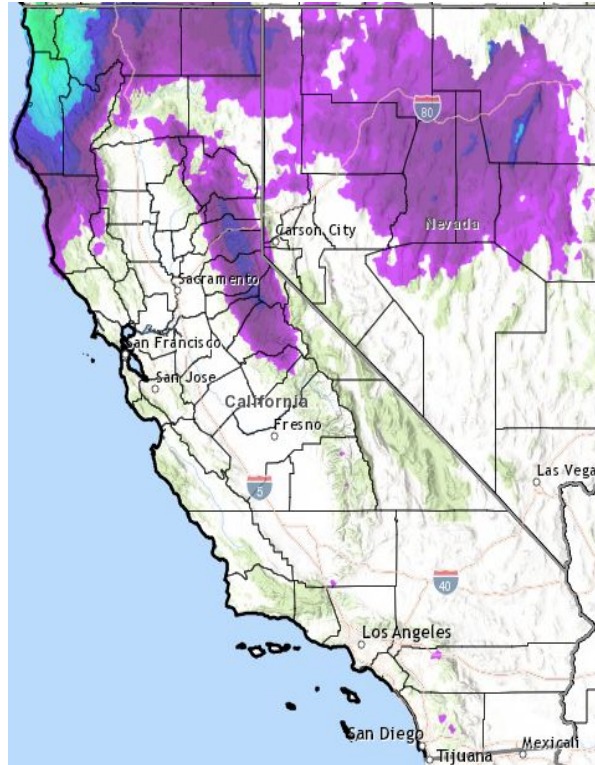 80
Nevada
Carson City
Sacramento
San Francisco
San Jose
California
Fresno
Las Vega
5
40
Los Angeles
San Diego
Tijuana
Mexicali